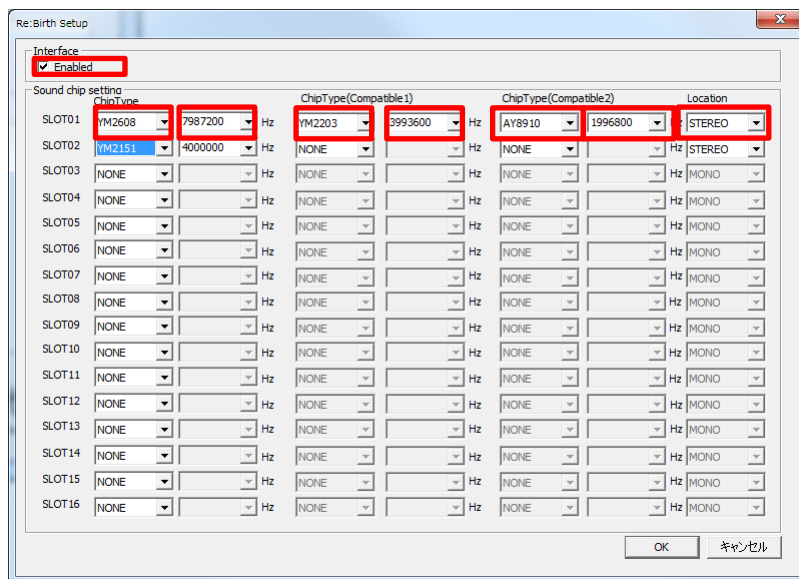 Re:Birth Setup
Interface
Enabled
Sound chip setting
ChipType ChipType(Compatible1) ChipType(Compatible2) Location
SLOT01 YM2608 7987200 Hz YM2203 3993600 Hz AY8910 1996800 Hz STEREO
SLOT02 YM2151 4000000 Hz NONE Hz NONE Hz STEREO
SLOT03 NONE Hz NONE Hz NONE Hz MONO
SLOT04 NONE Hz NONE Hz NONE Hz MONO
SLOT05 NONE Hz NONE Hz NONE Hz MONO
SLOT06 NONE Hz NONE Hz NONE Hz MONO
SLOT07 NONE Hz NONE Hz NONE Hz MONO
SLOT08 NONE Hz NONE Hz NONE Hz MONO
SLOT09 NONE Hz NONE Hz NONE Hz MONO
SLOT10 NONE Hz NONE Hz NONE Hz MONO
SLOT11 NONE Hz NONE Hz NONE Hz MONO
SLOT12 NONE Hz NONE Hz NONE Hz MONO
SLOT13 NONE Hz NONE Hz NONE Hz MONO
SLOT14 NONE Hz NONE Hz NONE Hz MONO
SLOT15 NONE Hz NONE Hz NONE Hz MONO
SLOT16 NONE Hz NONE Hz NONE Hz MONO
OK キャンセル